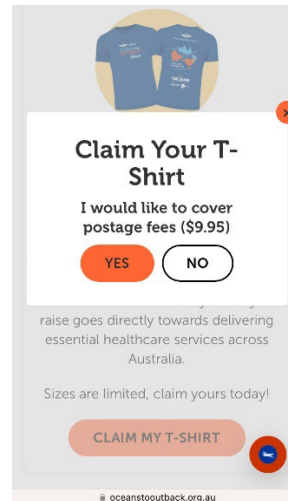 Claim Your T-
Shirt
I would like to cover
postage fees ($9.95)
YES
NO
raise goes directly towards delivering
essential healthcare services across
Australia.
Sizes are limited, claim yours today!
CLAIM MY T-SHIRT
oceanstooutback.org.au